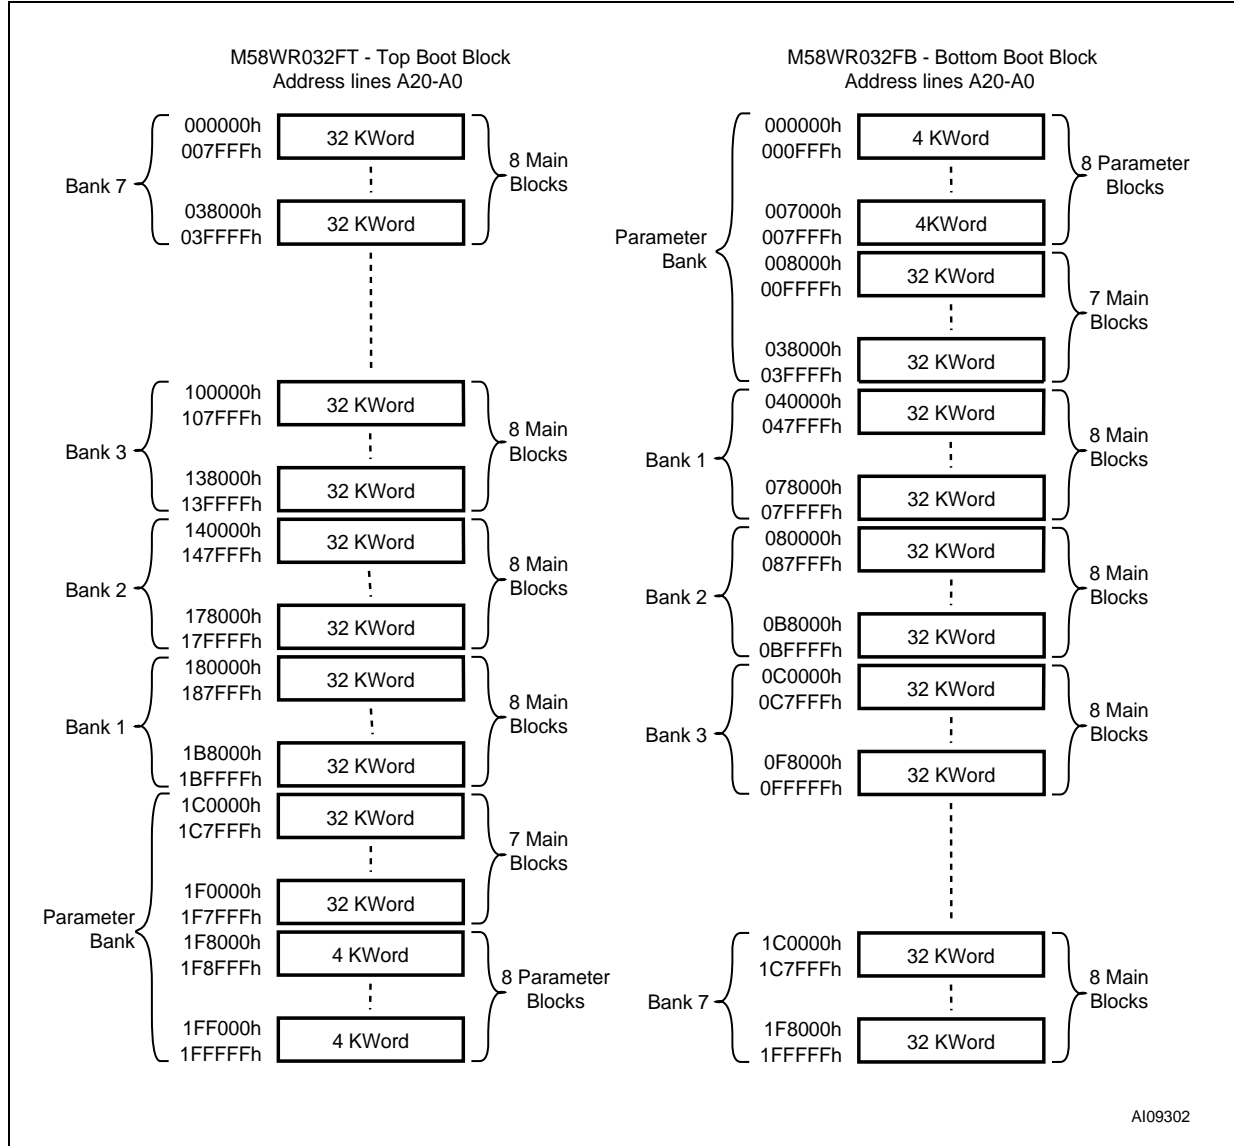 M58WR032FT - Top Boot Block
Address lines A20-A0
000000h
32 KWord
007FFFh
8 Main
Blocks
Bank 7
038000h
32 KWord
03FFFFh
100000h
32 KWord
107FFFh
8 Main
Blocks
Bank 3
138000h
32 KWord
13FFFFh
140000h
32 KWord
147FFFh
8 Main
Blocks
Bank 2
178000h
32 KWord
17FFFFh
180000h
32 KWord
187FFFh
8 Main
Blocks
Bank 1
1B8000h
32 KWord
1BFFFFh
1C0000h
32 KWord
1C7FFFh
7 Main
Blocks
1F0000h
32 KWord
1F7FFFh
Parameter
Bank
1F8000h
4 KWord
1F8FFFh
8 Parameter
Blocks
1FF000h
4 KWord
1FFFFFh
M58WR032FB - Bottom Boot Block
Address lines A20-A0
000000h
4 KWord
000FFFh
8 Parameter
Blocks
007000h
4KWord
007FFFh
Parameter
Bank
008000h
32 KWord
00FFFFh
7 Main
Blocks
038000h
32 KWord
03FFFFh
040000h
32 KWord
047FFFh
8 Main
Blocks
Bank 1
078000h
32 KWord
07FFFFh
080000h
32 KWord
087FFFh
8 Main
Blocks
Bank 2
0B8000h
32 KWord
0BFFFFh
0C0000h
32 KWord
0C7FFFh
8 Main
Blocks
Bank 3
0F8000h
32 KWord
0FFFFFh
1C0000h
32 KWord
1C7FFFh
8 Main
Blocks
Bank 7
1F8000h
32 KWord
1FFFFFh
AI09302